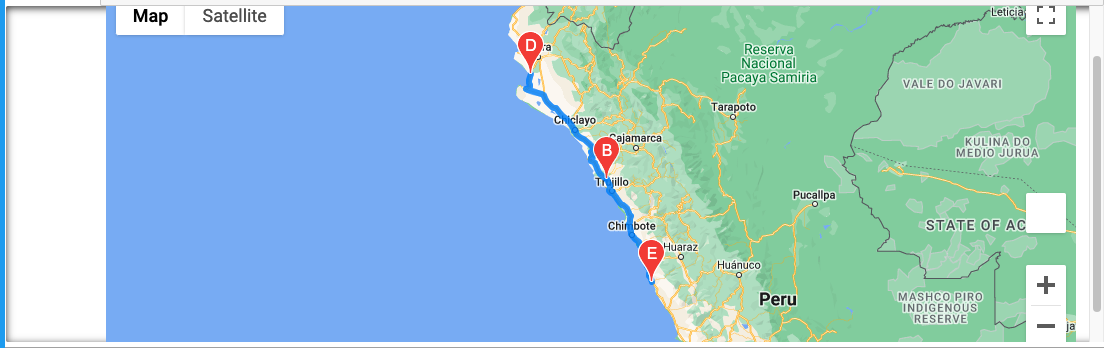 Map
Satellite
Leticia
D
ra
Reserva
Nacional
Pacaya Samiria
VALE DO JAVARI
Tarapoto
Chiclayo
Cajamarca
B
KULINA DO
MEDIO JURUA
Trujillo
Pucallpa
Chimbote
STATE OF AC
E
Huaraz
Huánuco
Peru
MASHCO PIRO
INDIGENOUS
RESERVE
+
−